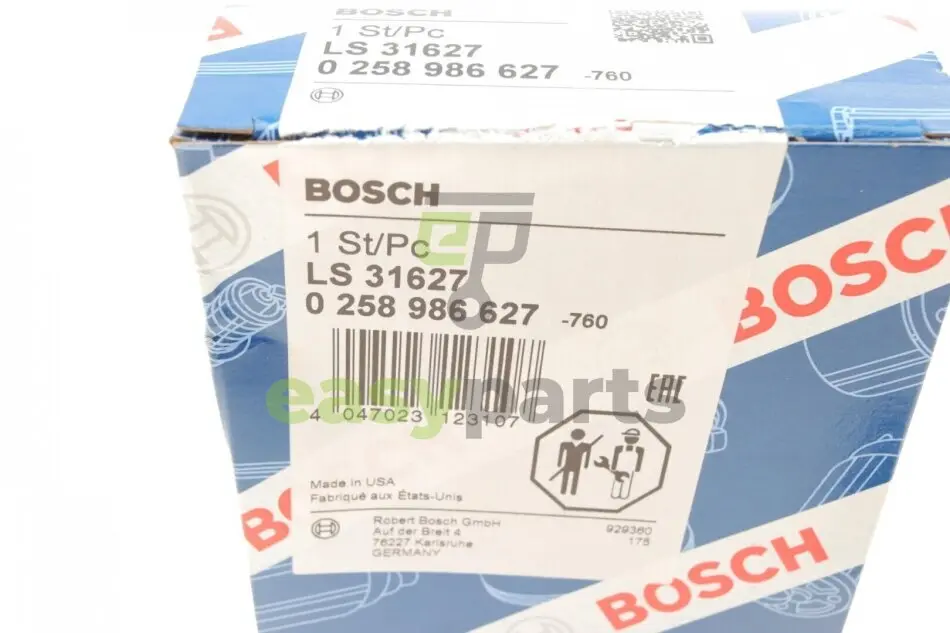 BOSCH
1 St/Pc
LS 31627
0 258 986 627 -760
BOSCH
1 St/Pc
LS 31627
0 258 986 627 -760
4 047023 123107
EAC
Made in USA
Fabriqué aux États-Unis
Robert Bosch GmbH
Auf der Breit 4
76227 Karlsruhe
GERMANY
929360
178
BOSCH
BOSCH
ep
easyparts